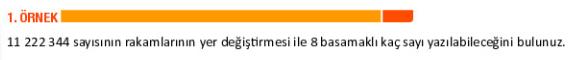 1. ÖRNEK
11 222 344 sayısının rakamlarının yer değiştirmesi ile 8 basamaklı kaç sayı yazılabileceğini bulunuz.